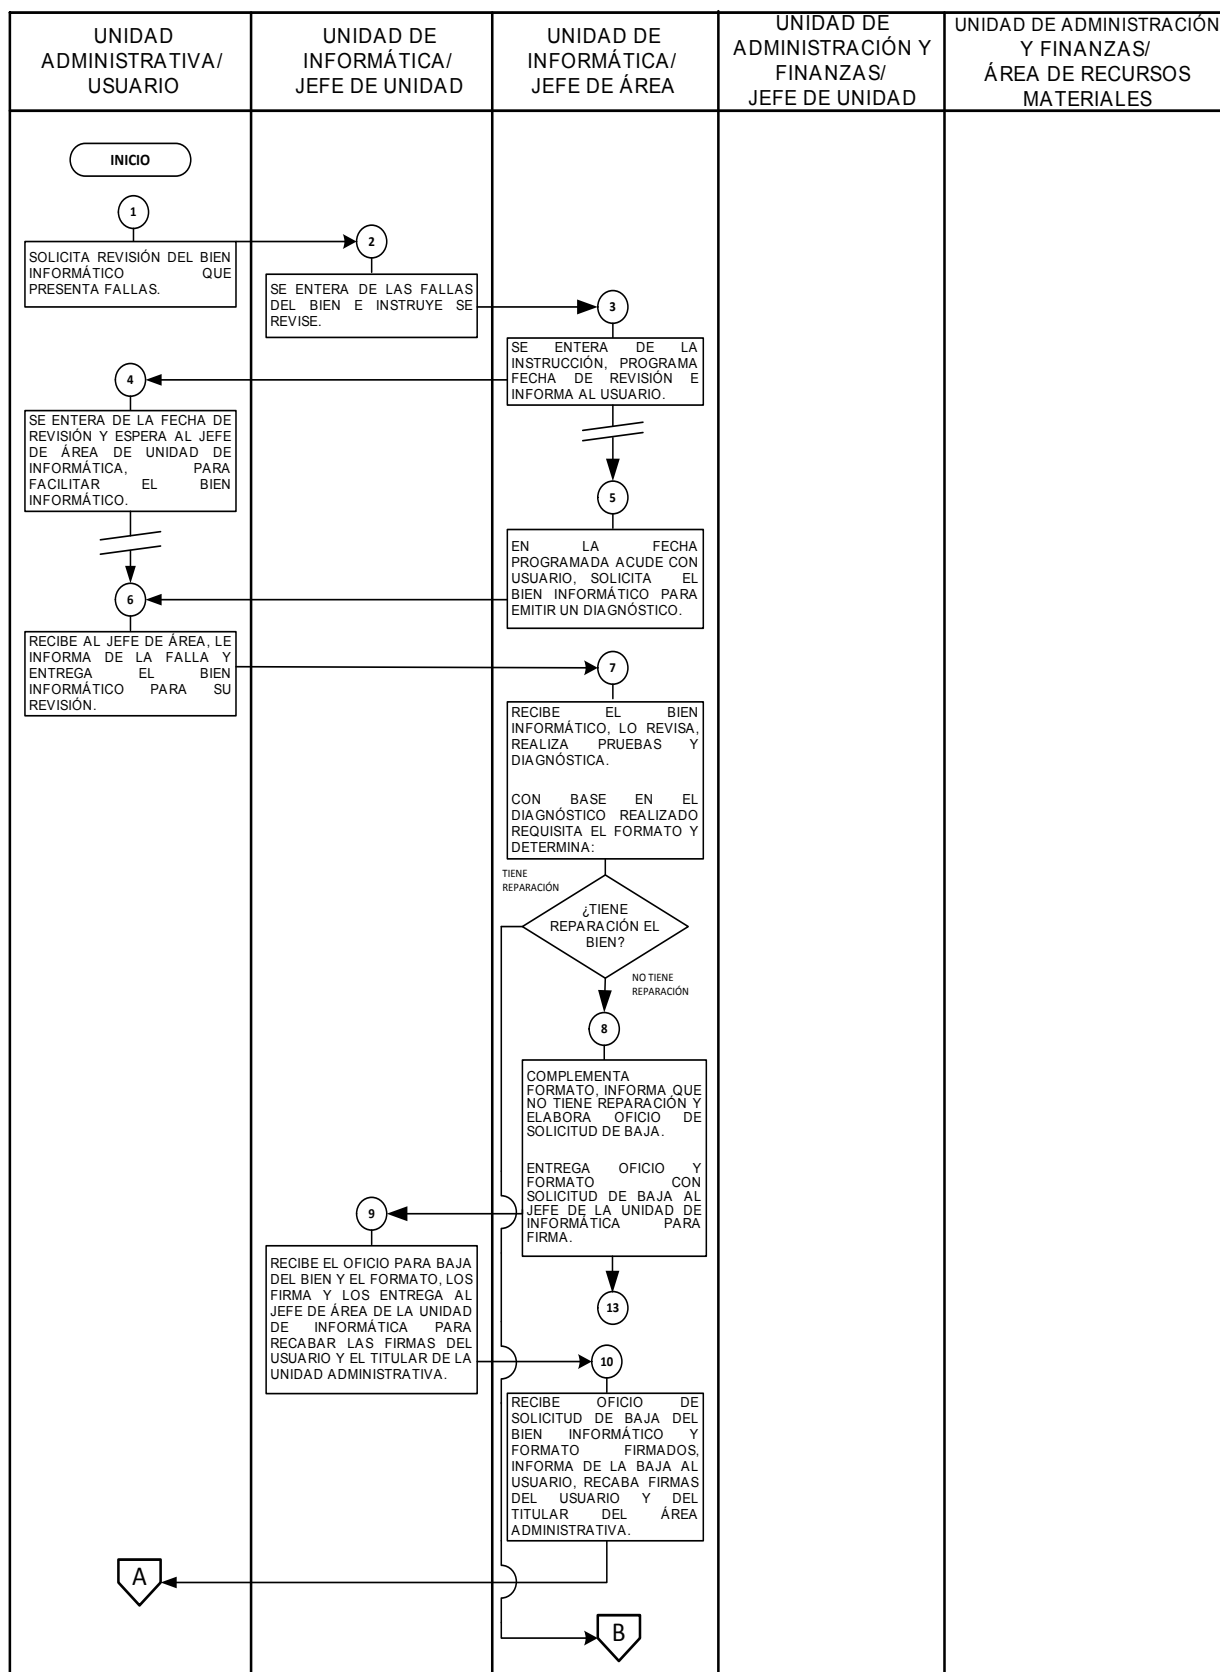 UNIDAD
ADMINISTRATIVA/
USUARIO
UNIDAD DE
INFORMÁTICA/
JEFE DE UNIDAD
UNIDAD DE
INFORMÁTICA/
JEFE DE ÁREA
UNIDAD DE
ADMINISTRACIÓN Y
FINANZAS/
JEFE DE UNIDAD
UNIDAD DE ADMINISTRACIÓN
Y FINANZAS/
ÁREA DE RECURSOS
MATERIALES
INICIO
1
SOLICITA REVISIÓN DEL BIEN
INFORMÁTICO QUE
PRESENTA FALLAS.
2
SE ENTERA DE LAS FALLAS
DEL BIEN E INSTRUYE SE
REVISE.
3
SE ENTERA DE LA
INSTRUCCIÓN, PROGRAMA
FECHA DE REVISIÓN E
INFORMA AL USUARIO.
4
SE ENTERA DE LA FECHA DE
REVISIÓN Y ESPERA AL JEFE
DE ÁREA DE UNIDAD DE
INFORMÁTICA, PARA
FACILITAR EL BIEN
INFORMÁTICO.
5
EN LA FECHA
PROGRAMADA ACUDE CON
USUARIO, SOLICITA EL
BIEN INFORMÁTICO PARA
EMITIR UN DIAGNÓSTICO.
6
RECIBE AL JEFE DE ÁREA, LE
INFORMA DE LA FALLA Y
ENTREGA EL BIEN
INFORMÁTICO PARA SU
REVISIÓN.
7
RECIBE EL BIEN
INFORMÁTICO, LO REVISA,
REALIZA PRUEBAS Y
DIAGNÓSTICA.
CON BASE EN EL
DIAGNÓSTICO REALIZADO
REQUISITA EL FORMATO Y
DETERMINA:
TIENE
REPARACIÓN
¿TIENE
REPARACIÓN EL
BIEN?
NO TIENE
REPARACIÓN
8
COMPLEMENTA
FORMATO, INFORMA QUE
NO TIENE REPARACIÓN Y
ELABORA OFICIO DE
SOLICITUD DE BAJA.
ENTREGA OFICIO Y
FORMATO CON
SOLICITUD DE BAJA AL
JEFE DE LA UNIDAD DE
INFORMÁTICA PARA
FIRMA.
9
RECIBE EL OFICIO PARA BAJA
DEL BIEN Y EL FORMATO, LOS
FIRMA Y LOS ENTREGA AL
JEFE DE ÁREA DE LA UNIDAD
DE INFORMÁTICA PARA
RECABAR LAS FIRMAS DEL
USUARIO Y EL TITULAR DE LA
UNIDAD ADMINISTRATIVA.
13
10
RECIBE OFICIO DE
SOLICITUD DE BAJA DEL
BIEN INFORMÁTICO Y
FORMATO FIRMADOS,
INFORMA DE LA BAJA AL
USUARIO, RECABA FIRMAS
DEL USUARIO Y DEL
TITULAR DEL ÁREA
ADMINISTRATIVA.
A
B